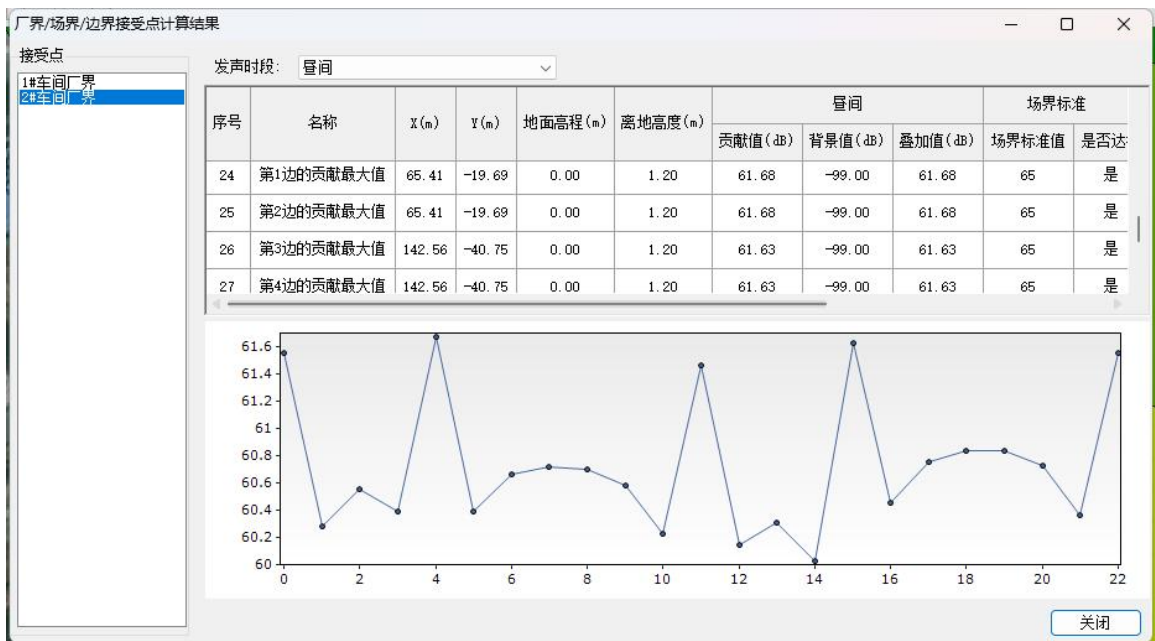 厂界/场界/边界接受点计算结果
接受点
1#车间厂界
2#车间厂界
发声时段: 昼间
序号 名称 X(m) Y(m) 地面高程(m) 离地高度(m) 昼间 场界标准
贡献值(dB) 背景值(dB) 叠加值(dB) 场界标准值 是否达
24 第1边的贡献最大值 65.41 -19.69 0.00 1.20 61.68 -99.00 61.68 65 是
25 第2边的贡献最大值 65.41 -19.69 0.00 1.20 61.68 -99.00 61.68 65 是
26 第3边的贡献最大值 142.56 -40.75 0.00 1.20 61.63 -99.00 61.63 65 是
27 第4边的贡献最大值 142.56 -40.75 0.00 1.20 61.63 -99.00 61.63 65 是
61.6
61.4
61.2
61
60.8
60.6
60.4
60.2
60
0 2 4 6 8 10 12 14 16 18 20 22
关闭